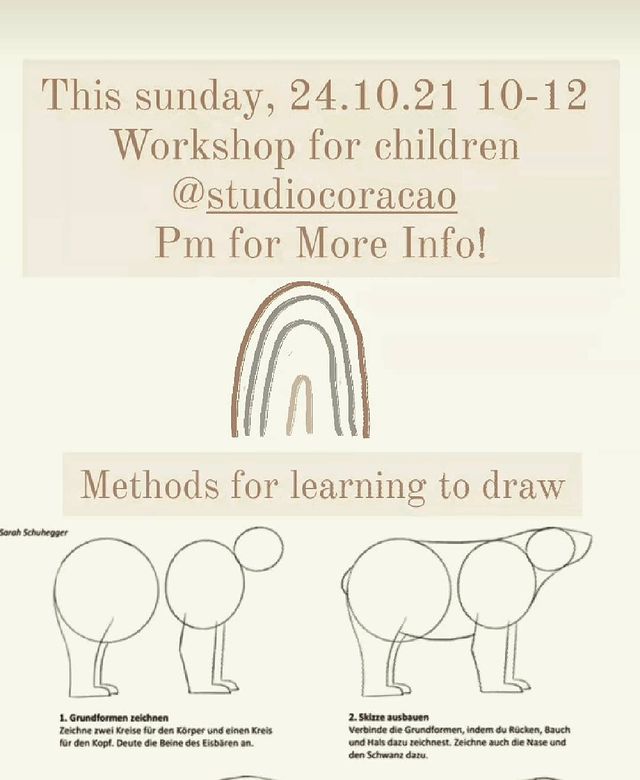 This sunday, 24.10.21 10-12
Workshop for children
@studiocoracao
Pm for More Info!
Methods for learning to draw
Sarah Schuhegger
1. Grundformen zeichnen
Zeichne zwei Kreise für den Körper und einen Kreis
für den Kopf. Deute die Beine des Eisbären an.
2. Skizze ausbauen
Verbinde die Grundformen, indem du Rücken, Bauch
und Hals dazu zeichnest. Zeichne auch die Nase und
den Schwanz dazu.